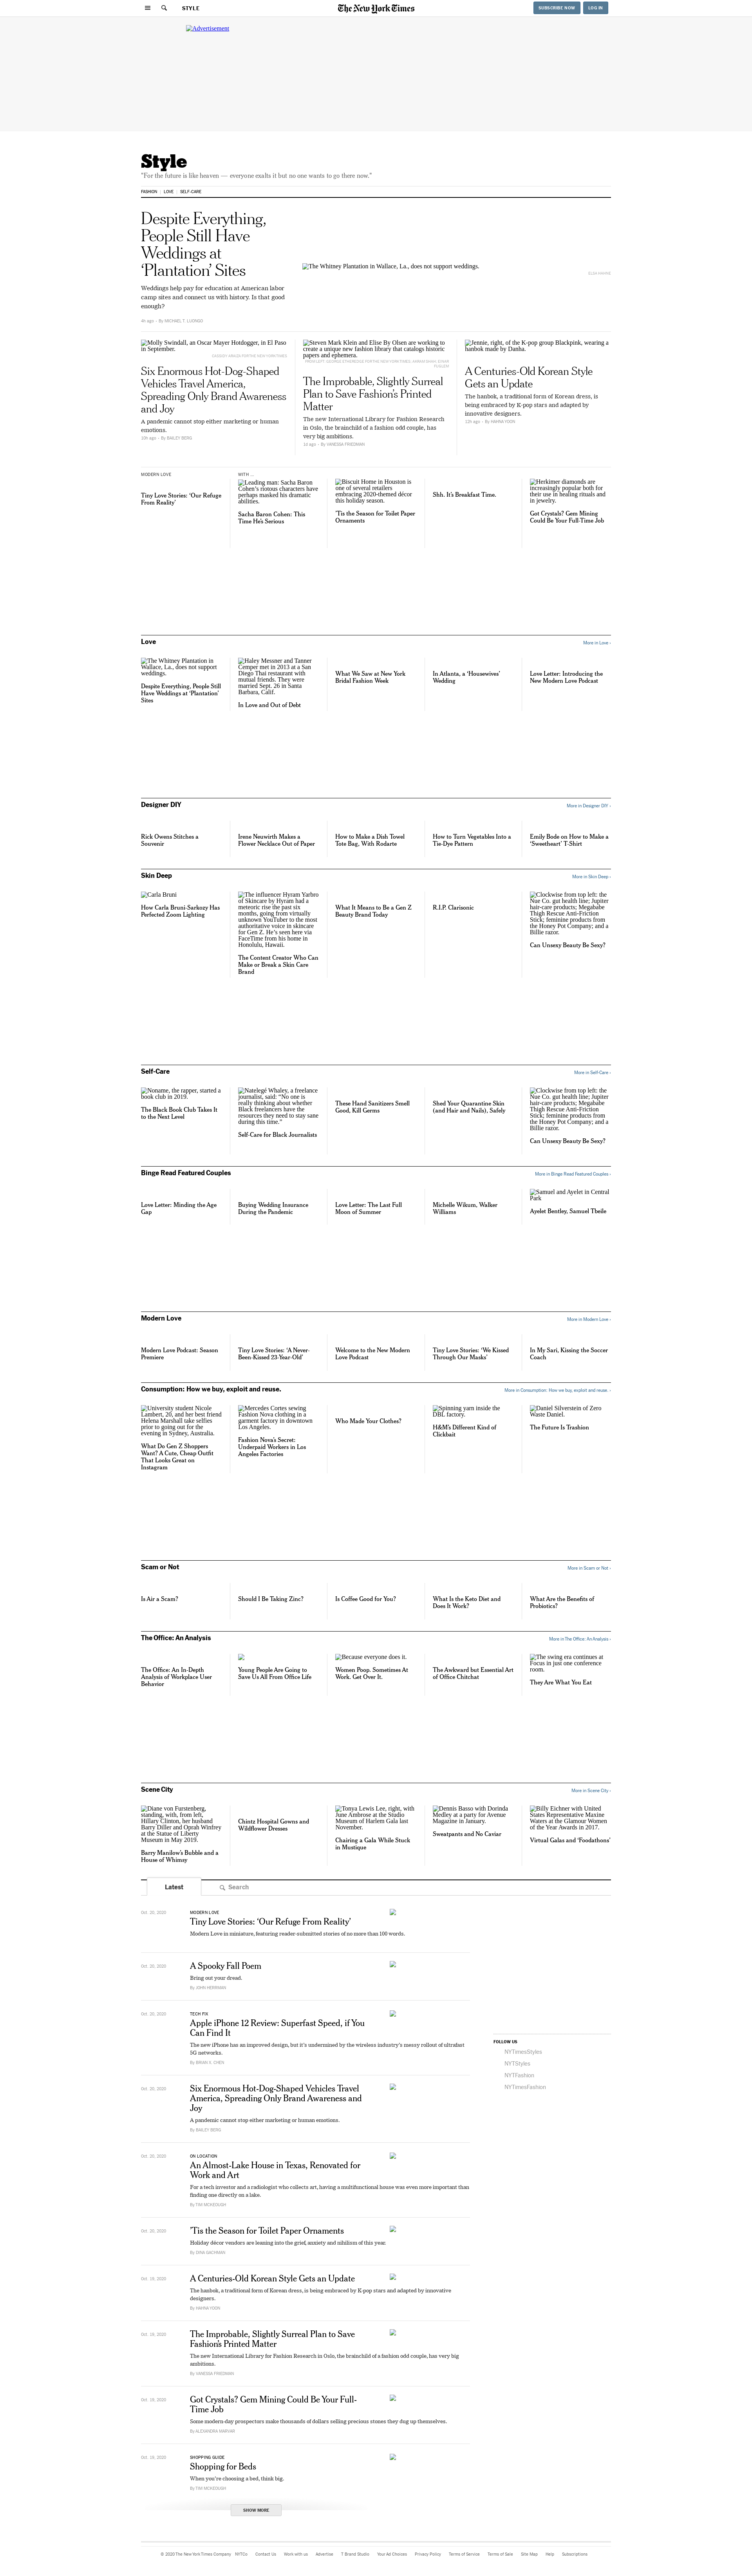 STYLE
The New York Times
SUBSCRIBE NOW
LOG IN
Advertisement
Style
"For the future is like heaven — everyone exalts it but no one wants to go there now."
FASHION
LOVE
SELF-CARE
Despite Everything,
People Still Have
Weddings at
‘Plantation’ Sites
Weddings help pay for education at American labor
camp sites and connect us with history. Is that good
enough?
4h ago
By MICHAEL T. LUONGO
The Whitney Plantation in Wallace, La., does not support weddings.
Molly Swindall, an Oscar Mayer Hotdogger, in El Paso
in September.
Six Enormous Hot-Dog-Shaped
Vehicles Travel America,
Spreading Only Brand Awareness
and Joy
A pandemic cannot stop either marketing or human
emotions.
10h ago
By BAILEY BERG
Steven Mark Klein and Elise By Olsen are working to
create a unique new fashion library that catalogs historic
papers and ephemera.
The Improbable, Slightly Surreal
Plan to Save Fashion’s Printed
Matter
The new International Library for Fashion Research
in Oslo, the brainchild of a fashion odd couple, has
very big ambitions.
1d ago
By VANESSA FRIEDMAN
Jennie, right, of the K-pop group Blackpink, wearing a
hanbok made by Danha.
A Centuries-Old Korean Style
Gets an Update
The hanbok, a traditional form of Korean dress, is
being embraced by K-pop stars and adapted by
innovative designers.
12h ago
By HAHNA YOON
MODERN LOVE
Tiny Love Stories: ‘Our Refuge
From Reality’
WITH ...
Leading man: Sacha Baron
Cohen’s riotous characters have
perhaps masked his dramatic
abilities.
Sacha Baron Cohen: This
Time He’s Serious
Biscuit Home in Houston is
one of several retailers
embracing 2020-themed décor
this holiday season.
’Tis the Season for Toilet Paper
Ornaments
Shh. It’s Breakfast Time.
Herkimer diamonds are
increasingly popular both for
their use in healing rituals and
in jewelry.
Got Crystals? Gem Mining
Could Be Your Full-Time Job
Love
More in Love ›
The Whitney Plantation in
Wallace, La., does not support
weddings.
Despite Everything, People Still
Have Weddings at ‘Plantation’
Sites
Haley Messner and Tanner
Cemper met in 2013 at a San
Diego Thai restaurant with
mutual friends. They were
married Sept. 26 in Santa
Barbara, Calif.
In Love and Out of Debt
What We Saw at New York
Bridal Fashion Week
In Atlanta, a ‘Housewives’
Wedding
Love Letter: Introducing the
New Modern Love Podcast
Designer DIY
More in Designer DIY ›
Rick Owens Stitches a
Souvenir
Irene Neuwirth Makes a
Flower Necklace Out of Paper
How to Make a Dish Towel
Tote Bag, With Rodarte
How to Turn Vegetables Into a
Tie-Dye Pattern
Emily Bode on How to Make a
‘Sweetheart’ T-Shirt
Skin Deep
More in Skin Deep ›
Carla Bruni
How Carla Bruni-Sarkozy Has
Perfected Zoom Lighting
The influencer Hyram Yarbro
of Skincare by Hyram had a
meteoric rise the past six
months, going from virtually
unknown YouTube to the most
authoritative voice in skincare
for Gen Z. He’s seen here via
FaceTime from his home in
Honolulu, Hawaii.
The Content Creator Who Can
Make or Break a Skin Care
Brand
What It Means to Be a Gen Z
Beauty Brand Today
R.I.P. Clarisonic
Clockwise from top left: the
Nue Co. gut health line; Jupiter
hair-care products; Megababe
Thigh Rescue Anti-Friction
Stick; feminine products from
the Honey Pot Company; and a
Billie razor.
Can Unsexy Beauty Be Sexy?
Self-Care
More in Self-Care ›
Noname, the rapper, started a
book club in 2019.
The Black Book Club Takes It
to the Next Level
Natelegé Whaley, a freelance
journalist, said: “No one is
really thinking about whether
Black freelancers have the
resources they need to stay sane
during this time.”
Self-Care for Black Journalists
These Hand Sanitizers Smell
Good, Kill Germs
Shed Your Quarantine Skin
(and Hair and Nails), Safely
Clockwise from top left: the
Nue Co. gut health line; Jupiter
hair-care products; Megababe
Thigh Rescue Anti-Friction
Stick; feminine products from
the Honey Pot Company; and a
Billie razor.
Can Unsexy Beauty Be Sexy?
Binge Read Featured Couples
More in Binge Read Featured Couples ›
Love Letter: Minding the Age
Gap
Buying Wedding Insurance
During the Pandemic
Love Letter: The Last Full
Moon of Summer
Michelle Wikum, Walker
Williams
Samuel and Ayelet in Central
Park
Ayelet Bentley, Samuel Theile
Modern Love
More in Modern Love ›
Modern Love Podcast: Season
Premiere
Tiny Love Stories: ‘A Never-
Been-Kissed 23-Year-Old’
Welcome to the New Modern
Love Podcast
Tiny Love Stories: ‘We Kissed
Through Our Masks’
In My Sari, Kissing the Soccer
Coach
Consumption: How we buy, exploit and reuse.
More in Consumption: How we buy, exploit and reuse. ›
University student Nicole
Lambert, 20, and her best friend
Helena Marshall take selfies
prior to going out for the
evening in Sydney, Australia.
What Do Gen Z Shoppers
Want? A Cute, Cheap Outfit
That Looks Great on
Instagram
Mercedes Cortes sewing
Fashion Nova clothing in a
garment factory in downtown
Los Angeles.
Fashion Nova’s Secret:
Underpaid Workers in Los
Angeles Factories
Who Made Your Clothes?
Spinning yarn inside the
DBL factory.
H&M’s Different Kind of
Clickbait
Daniel Silverstein of Zero
Waste Daniel.
The Future Is Trashion
Scam or Not
More in Scam or Not ›
Is Air a Scam?
Should I Be Taking Zinc?
Is Coffee Good for You?
What Is the Keto Diet and
Does It Work?
What Are the Benefits of
Probiotics?
The Office: An Analysis
More in The Office: An Analysis ›
The Office: An In-Depth
Analysis of Workplace User
Behavior
Young People Are Going to
Save Us All From Office Life
Because everyone does it.
Women Poop. Sometimes At
Work. Get Over It.
The Awkward but Essential Art
of Office Chitchat
The swing era continues at
Focus in just one conference
room.
They Are What You Eat
Scene City
More in Scene City ›
Diane von Furstenberg,
standing, with, from left,
Hillary Clinton, her husband
Barry Diller and Oprah Winfrey
at the Statue of Liberty
Museum in May 2019.
Barry Manilow’s Bubble and a
House of Whimsy
Chintz Hospital Gowns and
Wildflower Dresses
Tonya Lewis Lee, right, with
June Ambrose at the Studio
Museum of Harlem Gala last
November.
Chairing a Gala While Stuck
in Mustique
Dennis Basso with Dorinda
Medley at a party for Avenue
Magazine in January.
Sweatpants and No Caviar
Billy Eichner with United
States Representative Maxine
Waters at the Glamour Women
of the Year Awards in 2017.
Virtual Galas and ‘Foodathons’
Latest
Search
Oct. 20, 2020
MODERN LOVE
Tiny Love Stories: ‘Our Refuge From Reality’
Modern Love in miniature, featuring reader-submitted stories of no more than 100 words.
Oct. 20, 2020
A Spooky Fall Poem
Bring out your dread.
By JOHN KENNEY
Oct. 20, 2020
TECH FIX
Apple iPhone 12 Review: Superfast Speed, if You
Can Find It
The new iPhone has an improved design, but it’s undermined by the wireless industry’s messy rollout of ultrafast
5G networks.
By BRIAN X. CHEN
Oct. 20, 2020
Six Enormous Hot-Dog-Shaped Vehicles Travel
America, Spreading Only Brand Awareness and
Joy
A pandemic cannot stop either marketing or human emotions.
By BAILEY BERG
Oct. 20, 2020
ON LOCATION
An Almost-Lake House in Texas, Renovated for
Work and Art
For a tech investor and a radiologist who collects art, having a multifunctional house was even more important than
finding one directly on a lake.
By TIM MCKEOUGH
Oct. 20, 2020
’Tis the Season for Toilet Paper Ornaments
Holiday décor vendors are leaning into the grief, anxiety and nihilism of this year.
By DINA GACHMAN
Oct. 19, 2020
A Centuries-Old Korean Style Gets an Update
The hanbok, a traditional form of Korean dress, is being embraced by K-pop stars and adapted by innovative
designers.
By HAHNA YOON
Oct. 19, 2020
The Improbable, Slightly Surreal Plan to Save
Fashion’s Printed Matter
The new International Library for Fashion Research in Oslo, the brainchild of a fashion odd couple, has very big
ambitions.
By VANESSA FRIEDMAN
Oct. 19, 2020
Got Crystals? Gem Mining Could Be Your Full-
Time Job
Some modern-day prospectors make thousands of dollars selling precious stones they dug up themselves.
By ALEJANDRA MARVAR
Oct. 19, 2020
SHOPPING GUIDE
Shopping for Beds
When you’re choosing a bed, think big.
By TIM MCKEOUGH
SHOW MORE
FOLLOW US
NYTimesStyles
NYTStyles
NYTFashion
NYTimesFashion
© 2020 The New York Times Company
NYTCo
Contact Us
Work with us
Advertise
T Brand Studio
Your Ad Choices
Privacy Policy
Terms of Service
Terms of Sale
Site Map
Help
Subscriptions